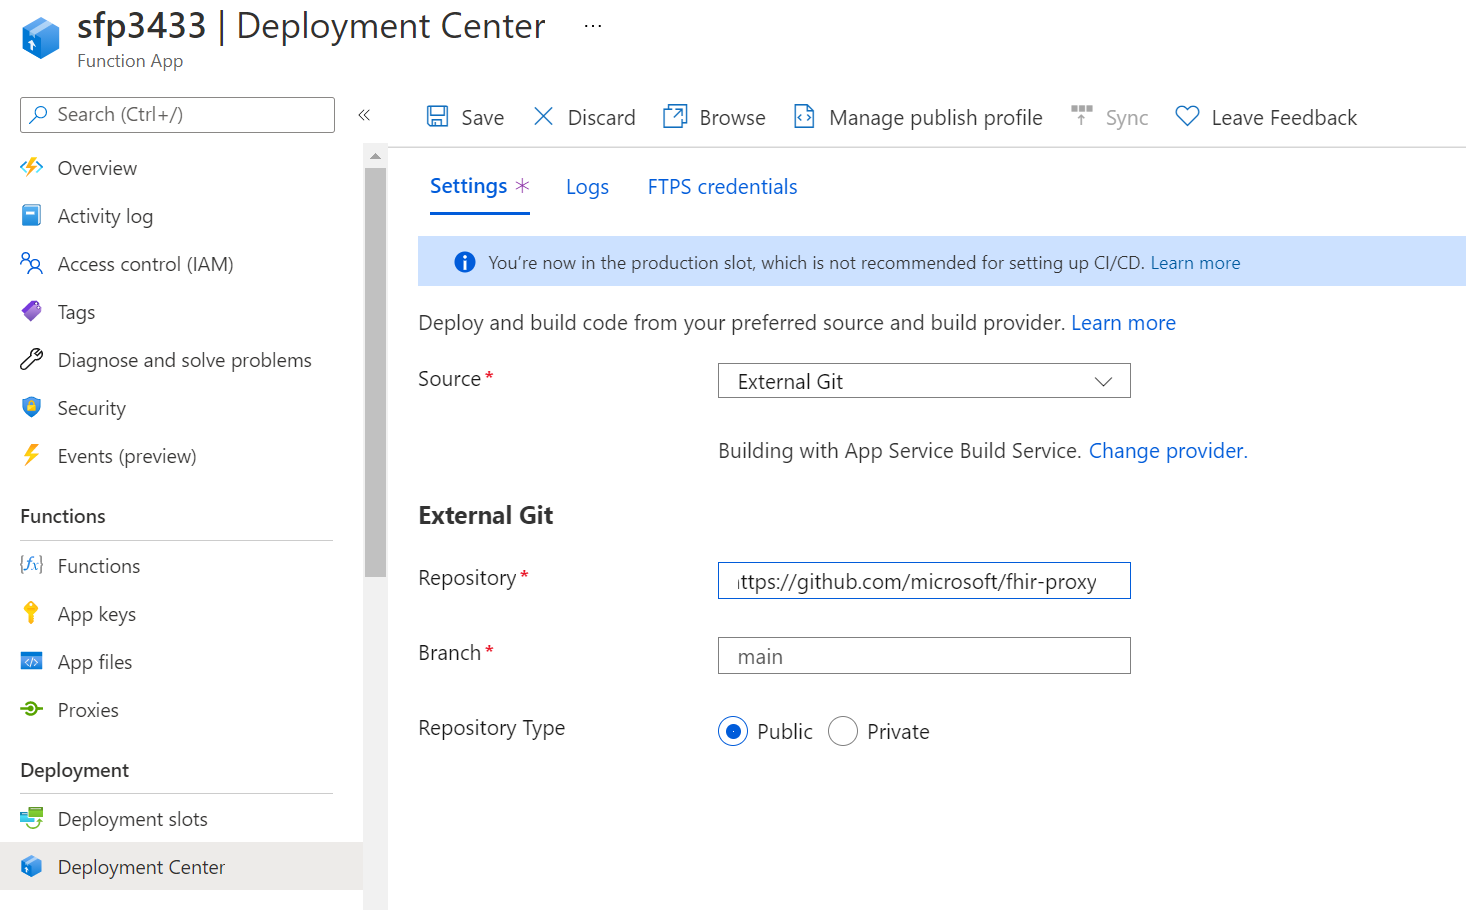 sfp3433 | Deployment Center ...
Function App
Search (Ctrl+/)
«
Overview
Activity log
Access control (IAM)
Tags
Diagnose and solve problems
Security
Events (preview)
Functions
Functions
App keys
App files
Proxies
Deployment
Deployment slots
Deployment Center
Save
Discard
Browse
Manage publish profile
Sync
Leave Feedback
Settings *
Logs
FTPS credentials
You're now in the production slot, which is not recommended for setting up CI/CD. Learn more
Deploy and build code from your preferred source and build provider. Learn more
Source *
External Git
Building with App Service Build Service. Change provider.
External Git
Repository *
ttps://github.com/microsoft/fhir-proxy
Branch *
main
Repository Type
Public
Private